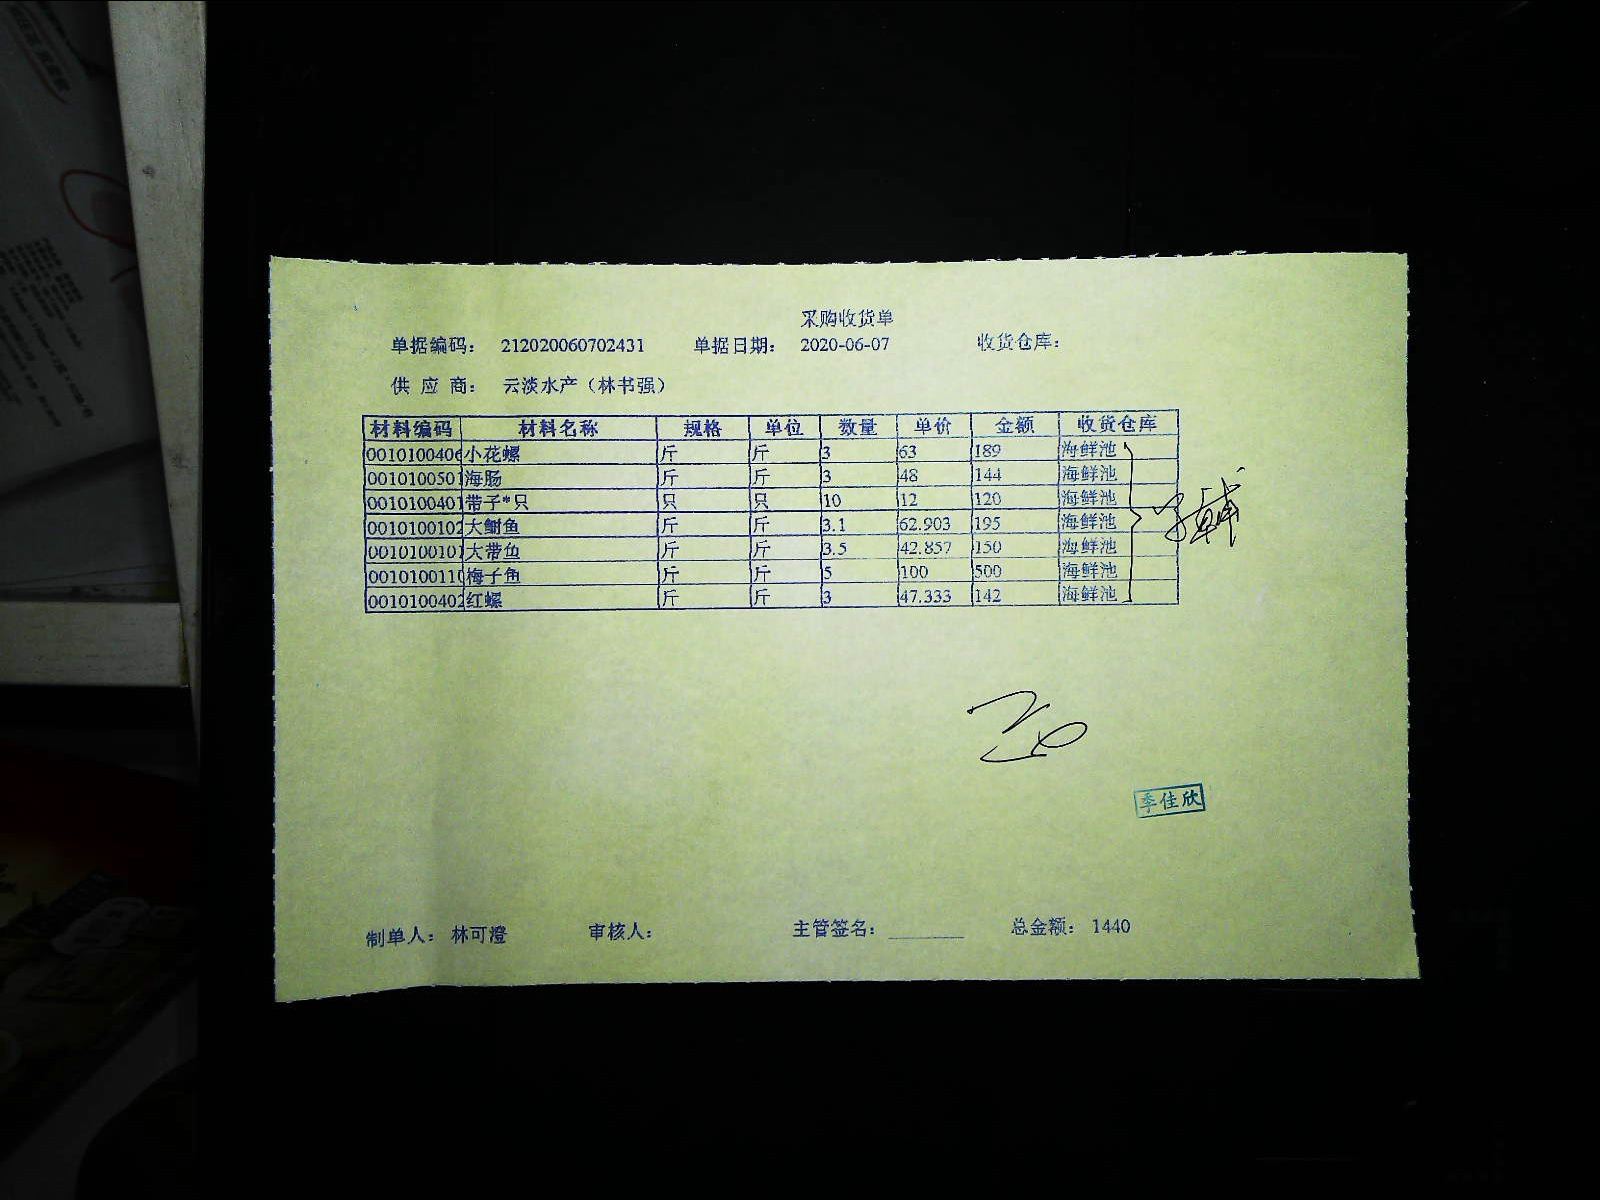 采购收货单
单据编码： 212020060702431 单据日期： 2020-06-07 收货仓库：
供 应 商： 云淡水产（林书强）
材料编码 材料名称 规格 单位 数量 单价 金额 收货仓库
0010100406 小花螺 斤 斤 3 63 189 海鲜池
0010100501 海肠 斤 斤 3 48 144 海鲜池
0010100401 带子*只 只 只 10 12 120 海鲜池
0010100102 大鲥鱼 斤 斤 3.1 62.903 195 海鲜池
0010100101 大带鱼 斤 斤 3.5 42.857 150 海鲜池
0010100110 梅子鱼 斤 斤 5 100 500 海鲜池
0010100402 红螺 斤 斤 3 47.333 142 海鲜池
季佳欣
制单人： 林可澄 审核人： 主管签名： 总金额： 1440